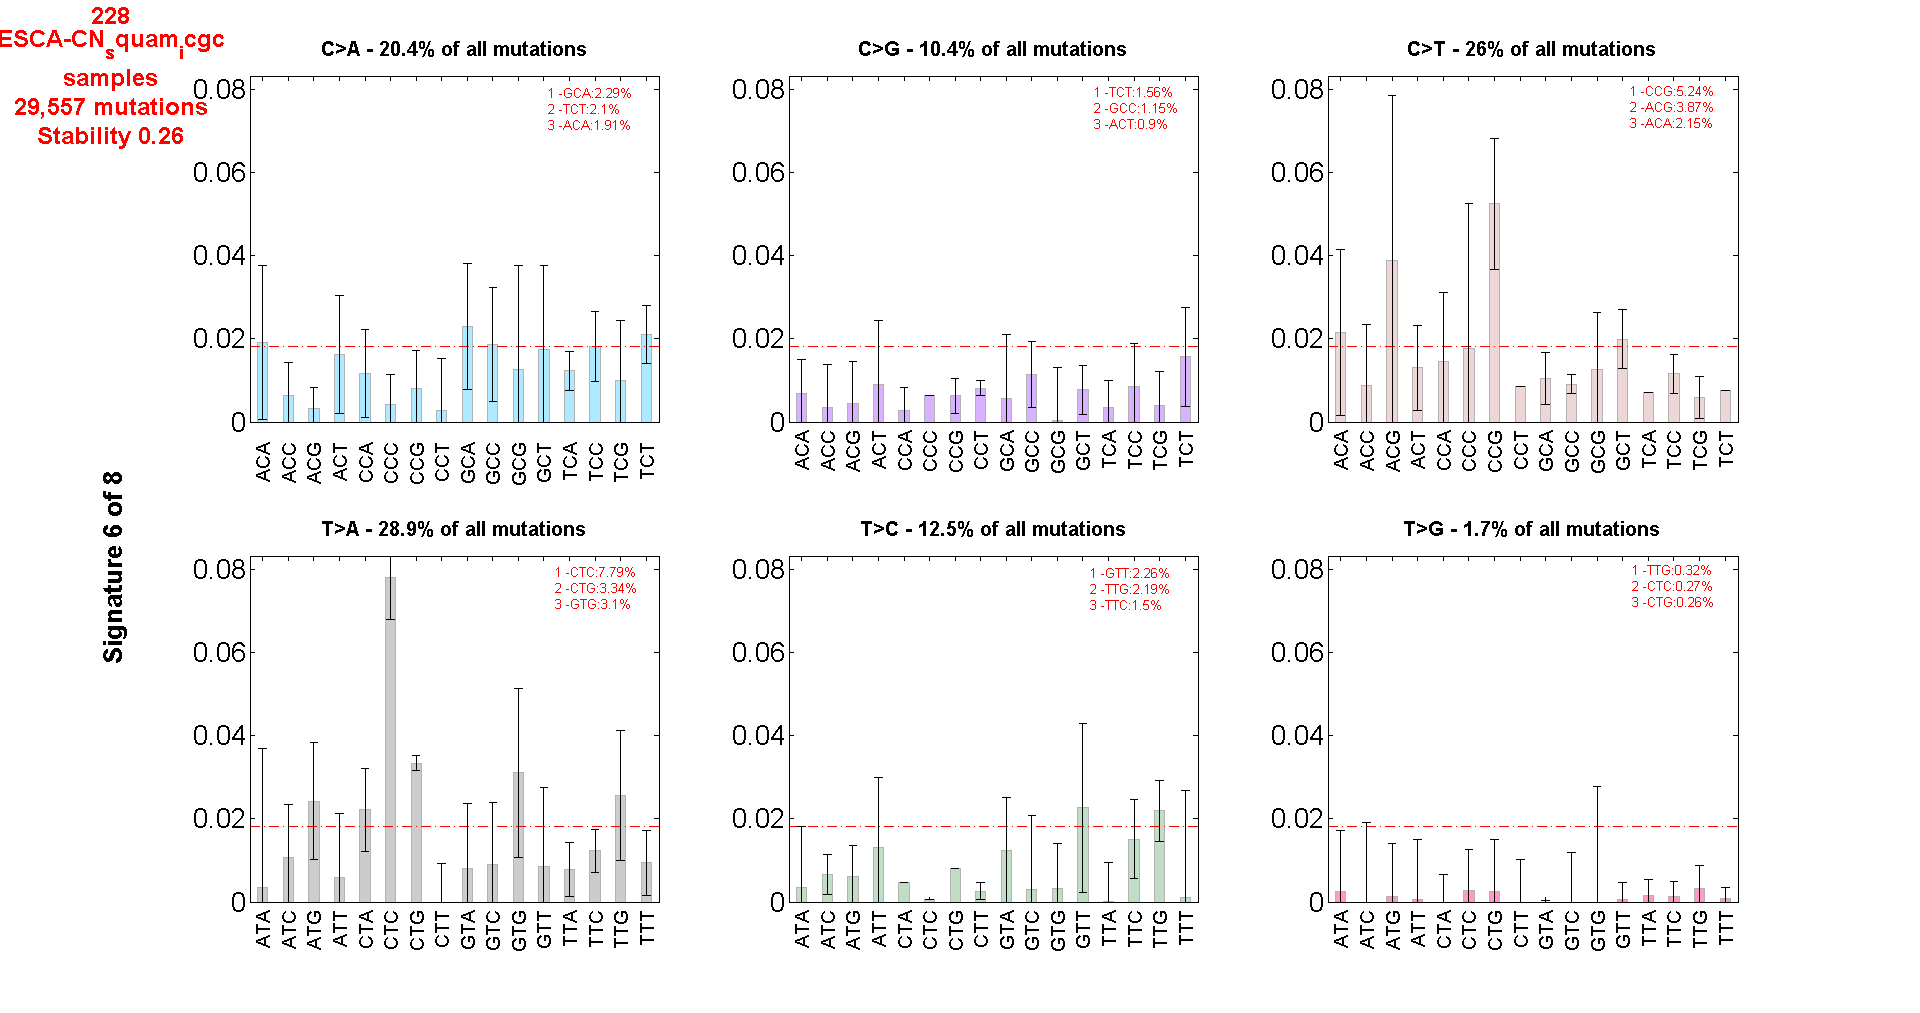 228
ESCA-CNsquamicgc
samples
29,557 mutations
Stability 0.26
Signature 6 of 8
C>A - 20.4% of all mutations
1 -GCA:2.29%
2 -TCT:2.1%
3 -ACA:1.91%
0.08
0.06
0.04
0.02
0
ACA ACC ACG ACT CCA CCC CCG CCT GCA GCC GCG GCT TCA TCC TCG TCT
C>G - 10.4% of all mutations
1 -TCT:1.56%
2 -GCC:1.15%
3 -ACT:0.9%
0.08
0.06
0.04
0.02
0
ACA ACC ACG ACT CCA CCC CCG CCT GCA GCC GCG GCT TCA TCC TCG TCT
C>T - 26% of all mutations
1 -CCG:5.24%
2 -ACG:3.87%
3 -ACA:2.15%
0.08
0.06
0.04
0.02
0
ACA ACC ACG ACT CCA CCC CCG CCT GCA GCC GCG GCT TCA TCC TCG TCT
T>A - 28.9% of all mutations
1 -CTC:7.79%
2 -CTG:3.34%
3 -GTG:3.1%
0.08
0.06
0.04
0.02
0
ATA ATC ATG ATT CTA CTC CTG CTT GTA GTC GTG GTT TTA TTC TTG TTT
T>C - 12.5% of all mutations
1 -GTT:2.26%
2 -TTG:2.19%
3 -TTC:1.5%
0.08
0.06
0.04
0.02
0
ATA ATC ATG ATT CTA CTC CTG CTT GTA GTC GTG GTT TTA TTC TTG TTT
T>G - 1.7% of all mutations
1 -TTG:0.32%
2 -CTC:0.27%
3 -CTG:0.26%
0.08
0.06
0.04
0.02
0
ATA ATC ATG ATT CTA CTC CTG CTT GTA GTC GTG GTT TTA TTC TTG TTT